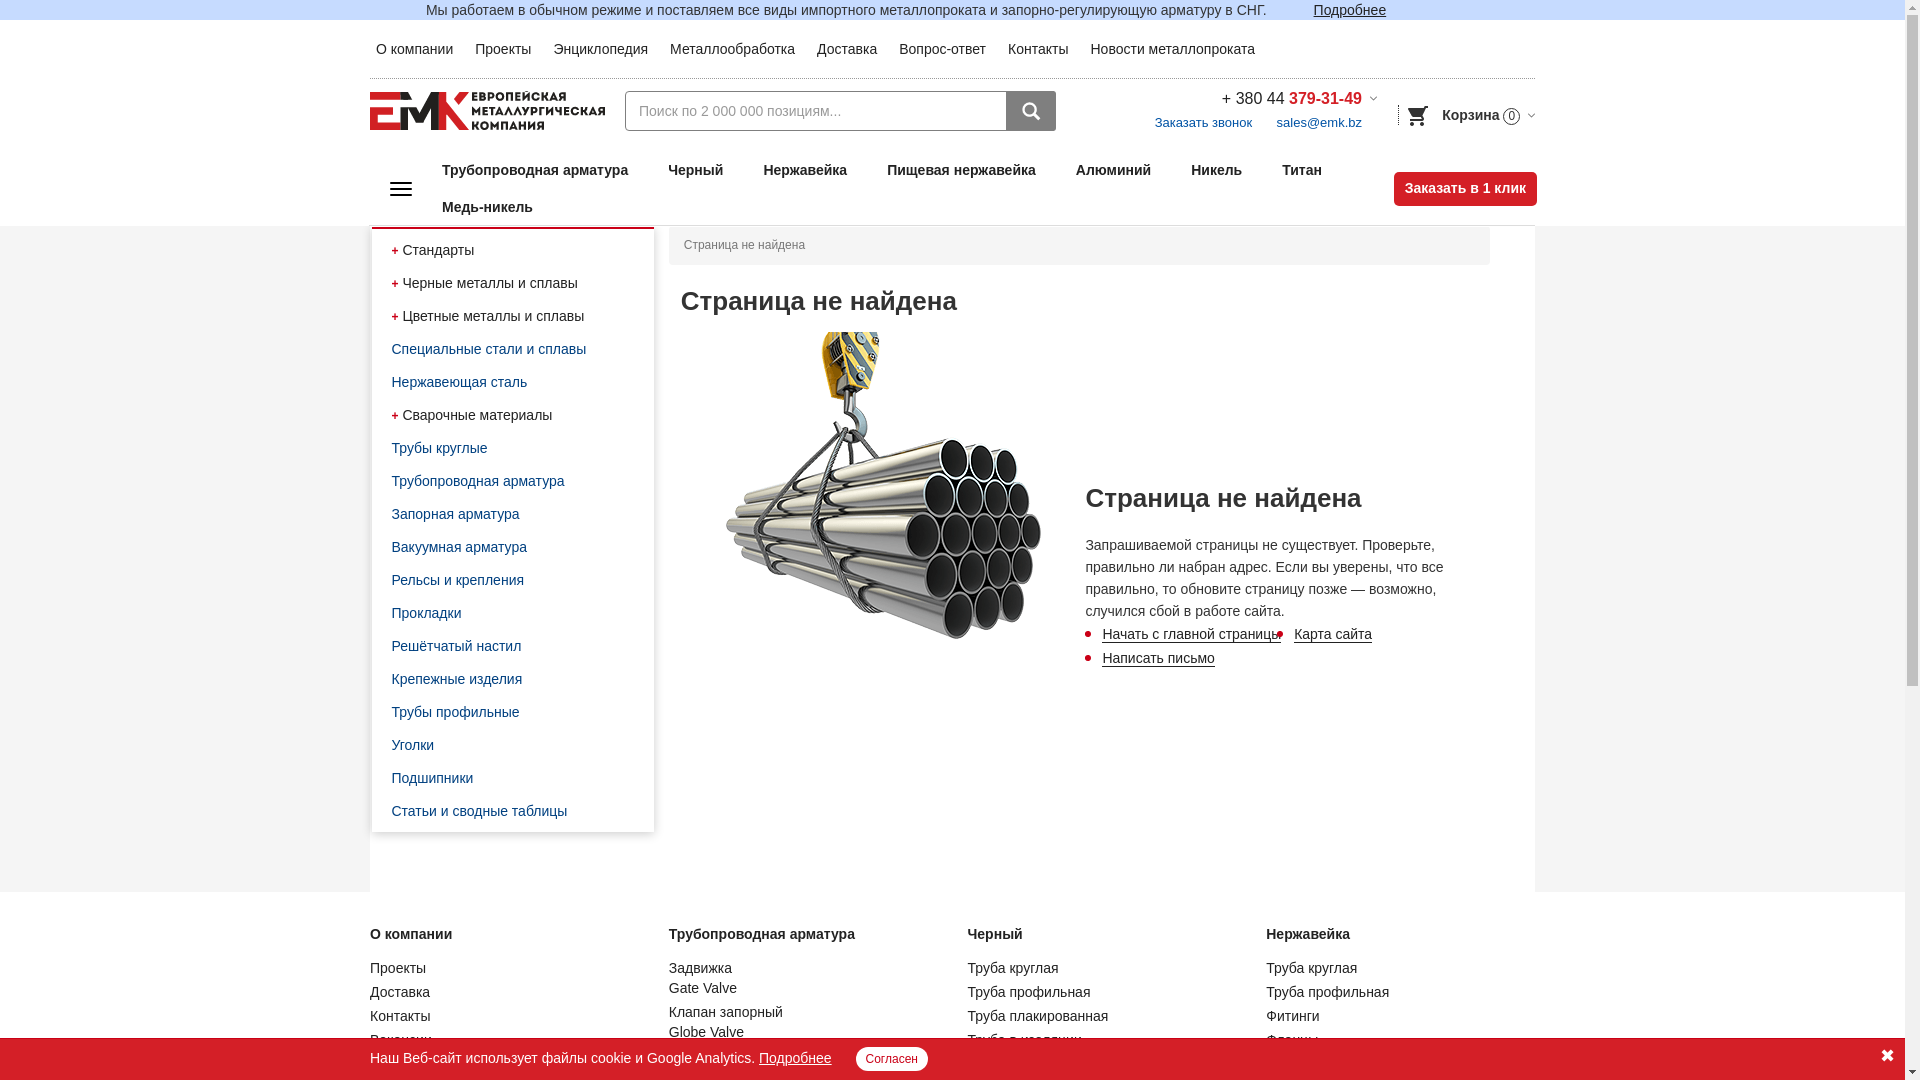 Мы работаем в обычном режиме и поставляем все виды импортного металлопроката и запорно-регулирующую арматуру в СНГ. Подробнее
О компании Проекты Энциклопедия Металлообработка Доставка Вопрос-ответ Контакты Новости металлопроката
ЕМК ЕВРОПЕЙСКАЯ
МЕТАЛЛУРГИЧЕСКАЯ
КОМПАНИЯ
Поиск по 2 000 000 позициям...
+ 380 44 379-31-49
Заказать звонок sales@emk.bz
Корзина 0
Трубопроводная арматура Черный Нержавейка Пищевая нержавейка Алюминий Никель Титан
Медь-никель
Заказать в 1 клик
+ Стандарты
+ Черные металлы и сплавы
+ Цветные металлы и сплавы
Специальные стали и сплавы
Нержавеющая сталь
+ Сварочные материалы
Трубы круглые
Трубопроводная арматура
Запорная арматура
Вакуумная арматура
Рельсы и крепления
Прокладки
Решётчатый настил
Крепежные изделия
Трубы профильные
Уголки
Подшипники
Статьи и сводные таблицы
Страница не найдена
Страница не найдена
Страница не найдена
Запрашиваемой страницы не существует. Проверьте,
правильно ли набран адрес. Если вы уверены, что все
правильно, то обновите страницу позже — возможно,
случился сбой в работе сайта.
Начать с главной страницы Карта сайта
Написать письмо
О компании
Проекты
Доставка
Контакты
Трубопроводная арматура
Задвижка
Gate Valve
Клапан запорный
Globe Valve
Черный
Труба круглая
Труба профильная
Труба плакированная
Нержавейка
Труба круглая
Труба профильная
Фитинги
Наш Веб-сайт использует файлы cookie и Google Analytics. Подробнее Согласен